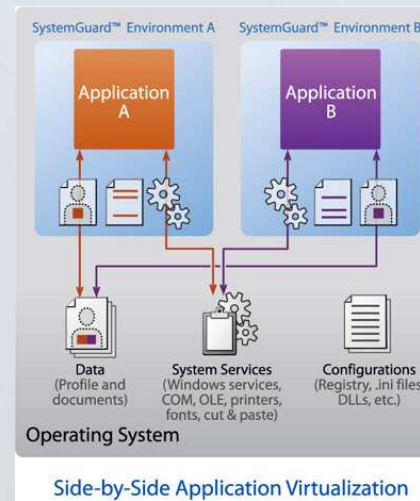 SystemGuard™ Environment A
SystemGuard™ Environment B
Application
A
Application
B
Data
(Profile and
documents)
System Services
(Windows services,
COM, OLE, printers,
fonts, cut & paste)
Configurations
(Registry, .ini files
DLLs, etc.)
Operating System
Side-by-Side Application Virtualization